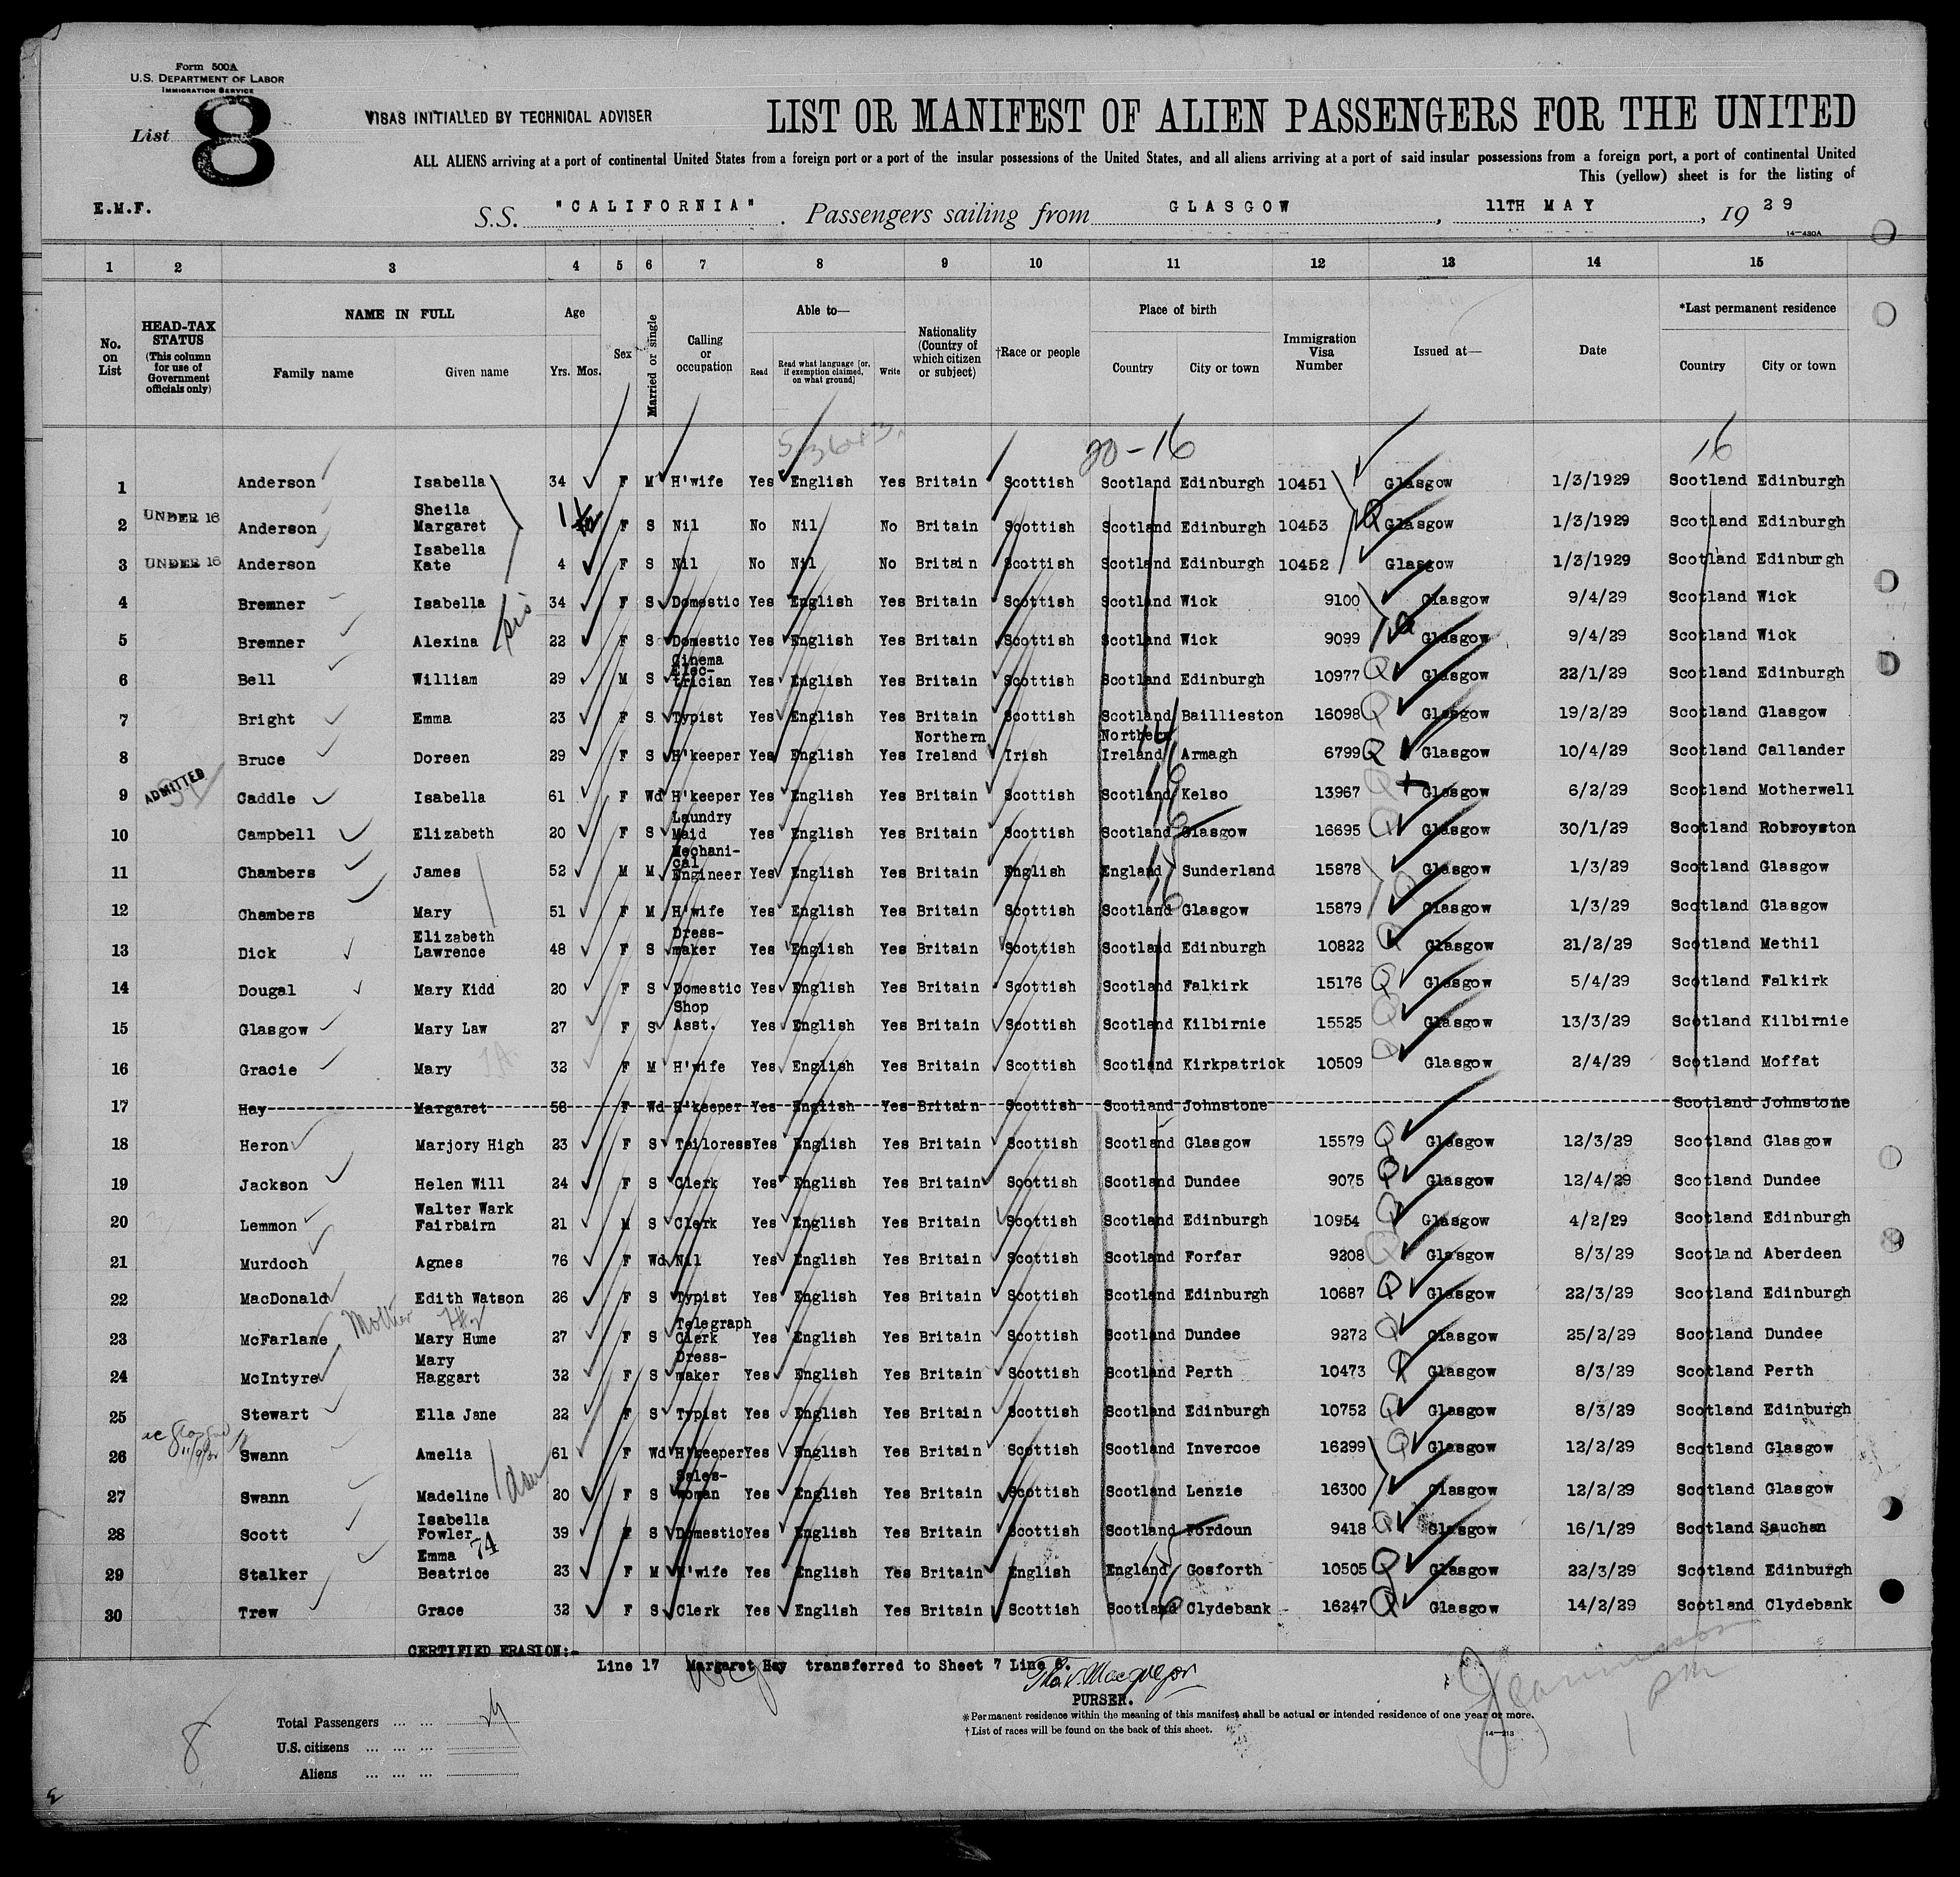 Form 500A
U.S. DEPARTMENT OF LABOR
IMMIGRATION SERVICE
List 8
VISAS INITIALLED BY TECHNICAL ADVISER
LIST OR MANIFEST OF ALIEN PASSENGERS FOR THE UNITED
ALL ALIENS arriving at a port of continental United States from a foreign port or a port of the insular possessions of the United States, and all aliens arriving at a port of said insular possessions from a foreign port, a port of continental United
This (yellow) sheet is for the listing of
E.M.F.
S.S. "CALIFORNIA". Passengers sailing from GLASGOW, 11TH MAY, 19 29
14—430A
1 2 3 4 5 6 7 8 9 10 11 12 13 14 15
No. on List
HEAD-TAX STATUS (This column for use of Government officials only)
NAME IN FULL
Family name Given name
Age
Yrs. Mos.
Sex
Married or single
Calling or occupation
Able to—
Read
Read what language [or, if exemption claimed, on what ground]
Write
Nationality (Country of which citizen or subject)
†Race or people
Place of birth
Country City or town
Immigration Visa Number
Issued at—
Date
*Last permanent residence
Country City or town
20-16 16
1 Anderson Isabella 34 F M H'wife Yes English Yes Britain Scottish Scotland Edinburgh 10451 Glasgow 1/3/1929 Scotland Edinburgh
2 UNDER 16 Anderson Sheila Margaret 1½ F S Nil No Nil No Britain Scottish Scotland Edinburgh 10453 Glasgow 1/3/1929 Scotland Edinburgh
3 UNDER 16 Anderson Isabella Kate 4 F S Nil No Nil No Britain Scottish Scotland Edinburgh 10452 Glasgow 1/3/1929 Scotland Edinburgh
4 Bremner Isabella 34 F S Domestic Yes English Yes Britain Scottish Scotland Wick 9100 Glasgow 9/4/29 Scotland Wick
5 Bremner Alexina sis 22 F S Domestic Yes English Yes Britain Scottish Scotland Wick 9099 Glasgow 9/4/29 Scotland Wick
6 Bell William 29 M S Cinema Elec-trician Yes English Yes Britain Scottish Scotland Edinburgh 10977 Q Glasgow 22/1/29 Scotland Edinburgh
7 Bright Emma 23 F S Typist Yes English Yes Britain Scottish Scotland Baillieston 16098 Q Glasgow 19/2/29 Scotland Glasgow
8 Bruce Doreen 29 F S H'keeper Yes English Yes Northern Ireland Irish Northern Ireland Armagh 6799 Q Glasgow 10/4/29 Scotland Callander
9 ADMITTED Caddle Isabella 61 F Wd H'keeper Yes English Yes Britain Scottish Scotland Kelso 13967 Q Glasgow 6/2/29 Scotland Motherwell
10 Campbell Elizabeth 20 F S Laundry Maid Yes English Yes Britain Scottish Scotland Glasgow 16695 Q Glasgow 30/1/29 Scotland Robroyston
11 Chambers James 52 M M Mechani-cal Engineer Yes English Yes Britain English England Sunderland 15878 Glasgow 1/3/29 Scotland Glasgow
12 Chambers Mary 51 F M H'wife Yes English Yes Britain Scottish Scotland Glasgow 15879 Q Glasgow 1/3/29 Scotland Glasgow
13 Dick Elizabeth Lawrence 48 F S Dress-maker Yes English Yes Britain Scottish Scotland Edinburgh 10822 Q Glasgow 21/2/29 Scotland Methil
14 Dougal Mary Kidd 20 F S Domestic Yes English Yes Britain Scottish Scotland Falkirk 15176 Q Glasgow 5/4/29 Scotland Falkirk
15 Glasgow Mary Law 27 F S Shop Asst. Yes English Yes Britain Scottish Scotland Kilbirnie 15525 Q Glasgow 13/3/29 Scotland Kilbirnie
16 Gracie Mary 32 F M H'wife Yes English Yes Britain Scottish Scotland Kirkpatrick 10509 Q Glasgow 2/4/29 Scotland Moffat
17 Hay Margaret 58 F Wd H'keeper Yes English Yes Britain Scottish Scotland Johnstone Scotland Johnstone
18 Heron Marjory High 23 F S Tailoress Yes English Yes Britain Scottish Scotland Glasgow 15579 Q Glasgow 12/3/29 Scotland Glasgow
19 Jackson Helen Will 24 F S Clerk Yes English Yes Britain Scottish Scotland Dundee 9075 Q Glasgow 12/4/29 Scotland Dundee
20 Lemmon Walter Wark Fairbairn 21 M S Clerk Yes English Yes Britain Scottish Scotland Edinburgh 10954 Q Glasgow 4/2/29 Scotland Edinburgh
21 Murdoch Agnes 76 F Wd Nil Yes English Yes Britain Scottish Scotland Forfar 9208 Q Glasgow 8/3/29 Scotland Aberdeen
22 MacDonald Edith Watson 26 F S Typist Yes English Yes Britain Scottish Scotland Edinburgh 10687 Q Glasgow 22/3/29 Scotland Edinburgh
23 McFarlane Mother Mary Hume 27 F S Telegraph Clerk Yes English Yes Britain Scottish Scotland Dundee 9272 Q Glasgow 25/2/29 Scotland Dundee
24 McIntyre Mary Haggart 32 F S Dress-maker Yes English Yes Britain Scottish Scotland Perth 10473 Q Glasgow 8/3/29 Scotland Perth
25 Stewart Ella Jane 22 F S Typist Yes English Yes Britain Scottish Scotland Edinburgh 10752 Q Glasgow 8/3/29 Scotland Edinburgh
26 Swann Amelia 61 F Wd H'keeper Yes English Yes Britain Scottish Scotland Invercoe 16299 Q Glasgow 12/2/29 Scotland Glasgow
27 Swann Madeline dau 20 F S Sales-woman Yes English Yes Britain Scottish Scotland Lenzie 16300 Glasgow 12/2/29 Scotland Glasgow
28 Scott Isabella Fowler 39 F S Domestic Yes English Yes Britain Scottish Scotland Fordoun 9418 Q Glasgow 16/1/29 Scotland Sauchen
29 Stalker Emma Beatrice 74 23 F M H'wife Yes English Yes Britain English England Gosforth 10505 Q Glasgow 22/3/29 Scotland Edinburgh
30 Trew Grace 32 F S Clerk Yes English Yes Britain Scottish Scotland Clydebank 16247 Q Glasgow 14/2/29 Scotland Clydebank
CERTIFIED ERASION:-
Line 17 Margaret Hay transferred to Sheet 7 Line 6.
Thos. Macgregor
PURSER.
Total Passengers ... ... 29
U.S. citizens ... ... ...
Aliens ... ... ...
8
*Permanent residence within the meaning of this manifest shall be actual or intended residence of one year or more.
†List of races will be found on the back of this sheet.
14—213